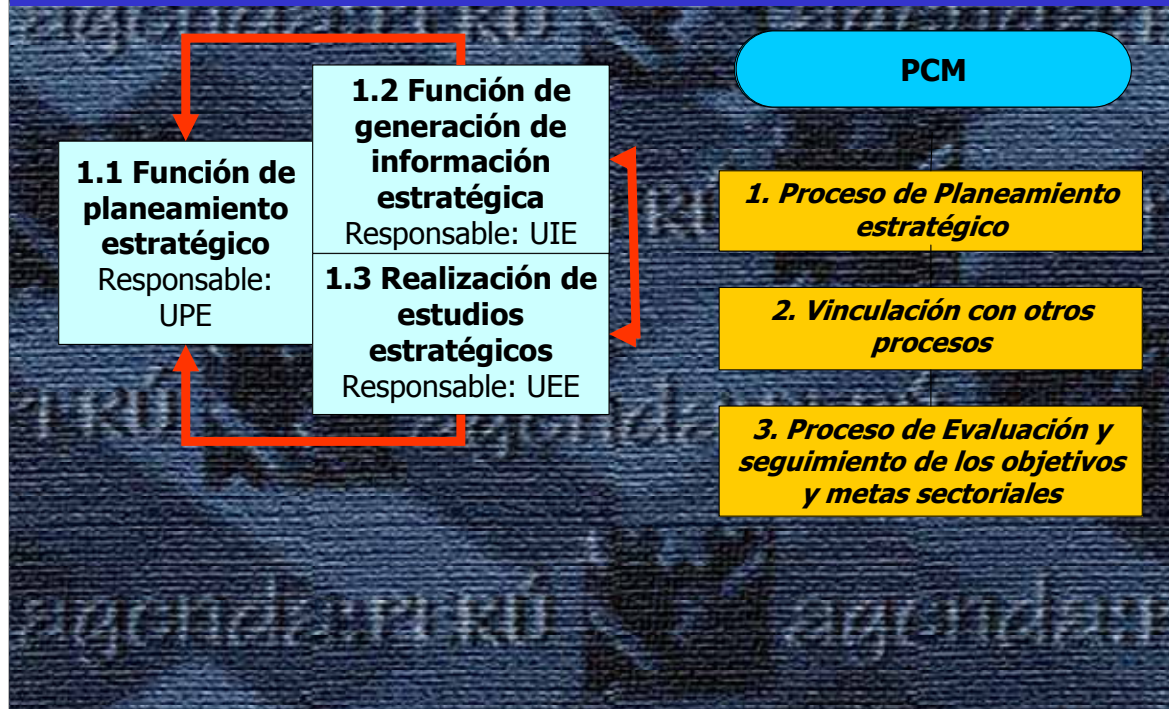 1.1 Función de
planeamiento
estratégico
Responsable:
UPE
1.2 Función de
generación de
información
estratégica
Responsable: UIE
1.3 Realización de
estudios
estratégicos
Responsable: UEE
PCM
1. Proceso de Planeamiento
estratégico
2. Vinculación con otros
procesos
3. Proceso de Evaluación y
seguimiento de los objetivos
y metas sectoriales